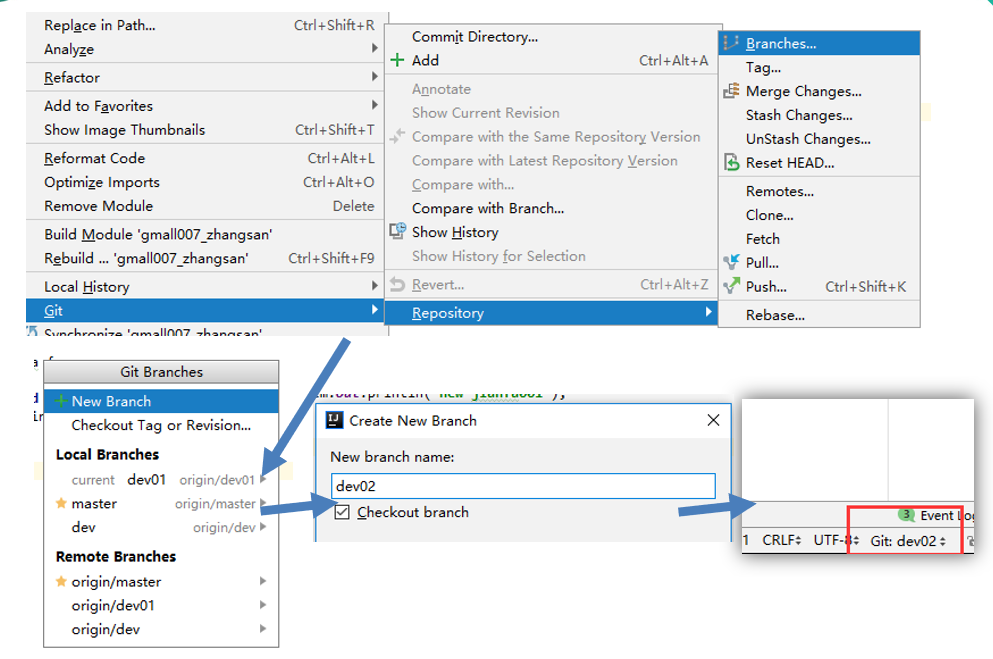 Replace in Path... Ctrl+Shift+R
Analyze
Refactor
Add to Favorites
Show Image Thumbnails Ctrl+Shift+T
Reformat Code Ctrl+Alt+L
Optimize Imports Ctrl+Alt+O
Remove Module Delete
Build Module 'gmall007_zhangsan'
Rebuild ... 'gmall007_zhangsan' Ctrl+Shift+F9
Local History
Git
Synchronize 'gmall007_zhangsan'
Commit Directory...
Add Ctrl+Alt+A
Annotate
Show Current Revision
Compare with the Same Repository Version
Compare with Latest Repository Version
Compare with...
Compare with Branch...
Show History
Show History for Selection
Revert... Ctrl+Alt+Z
Repository
Branches...
Tag...
Merge Changes...
Stash Changes...
UnStash Changes...
Reset HEAD...
Remotes...
Clone...
Fetch
Pull...
Push... Ctrl+Shift+K
Rebase...
Git Branches
New Branch
Checkout Tag or Revision...
Local Branches
current dev01 origin/dev01
master origin/master
dev origin/dev
Remote Branches
origin/master
origin/dev01
origin/dev
Create New Branch
New branch name:
dev02
Checkout branch
3 Event Log
1 CRLF UTF-8 Git: dev02